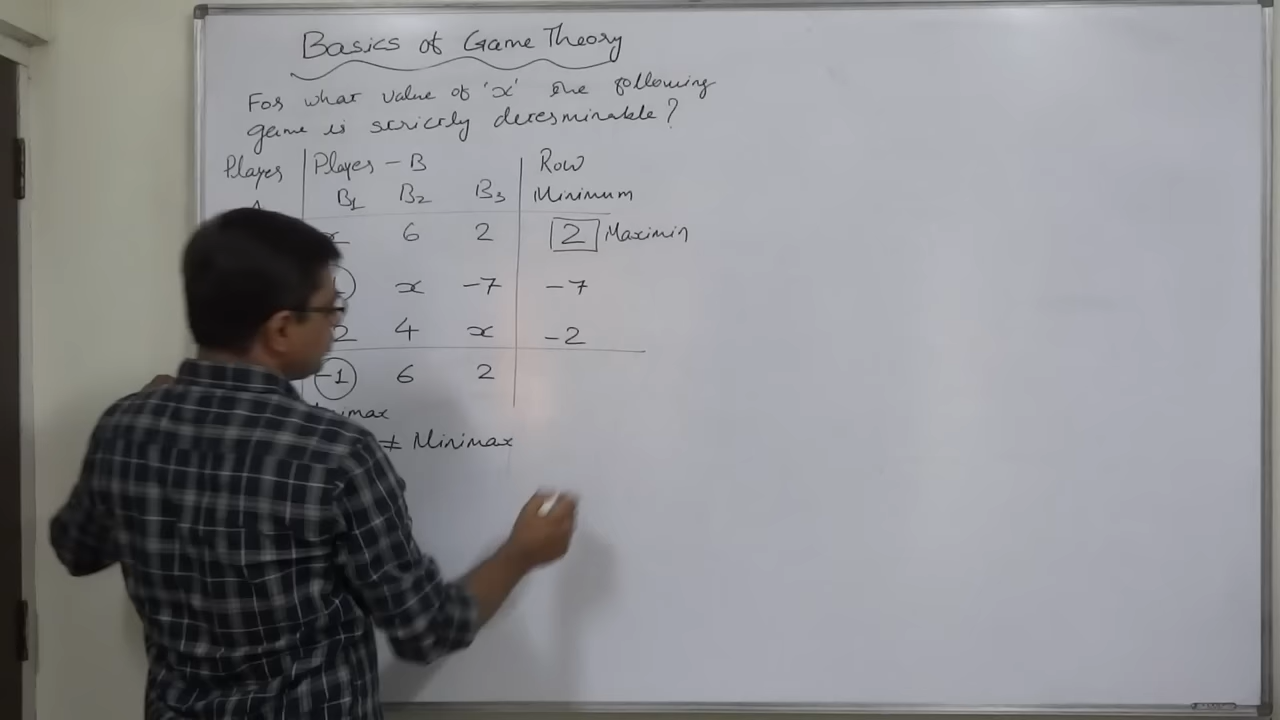 Basics of Game Theory
For what value of 'x' the following
game is strictly determinable?
Player Player - B Row
B1 B2 B3 Minimum
6 2 2 Maximin
x -7 -7
2 4 x -2
-1 6 2
≠ Minimax